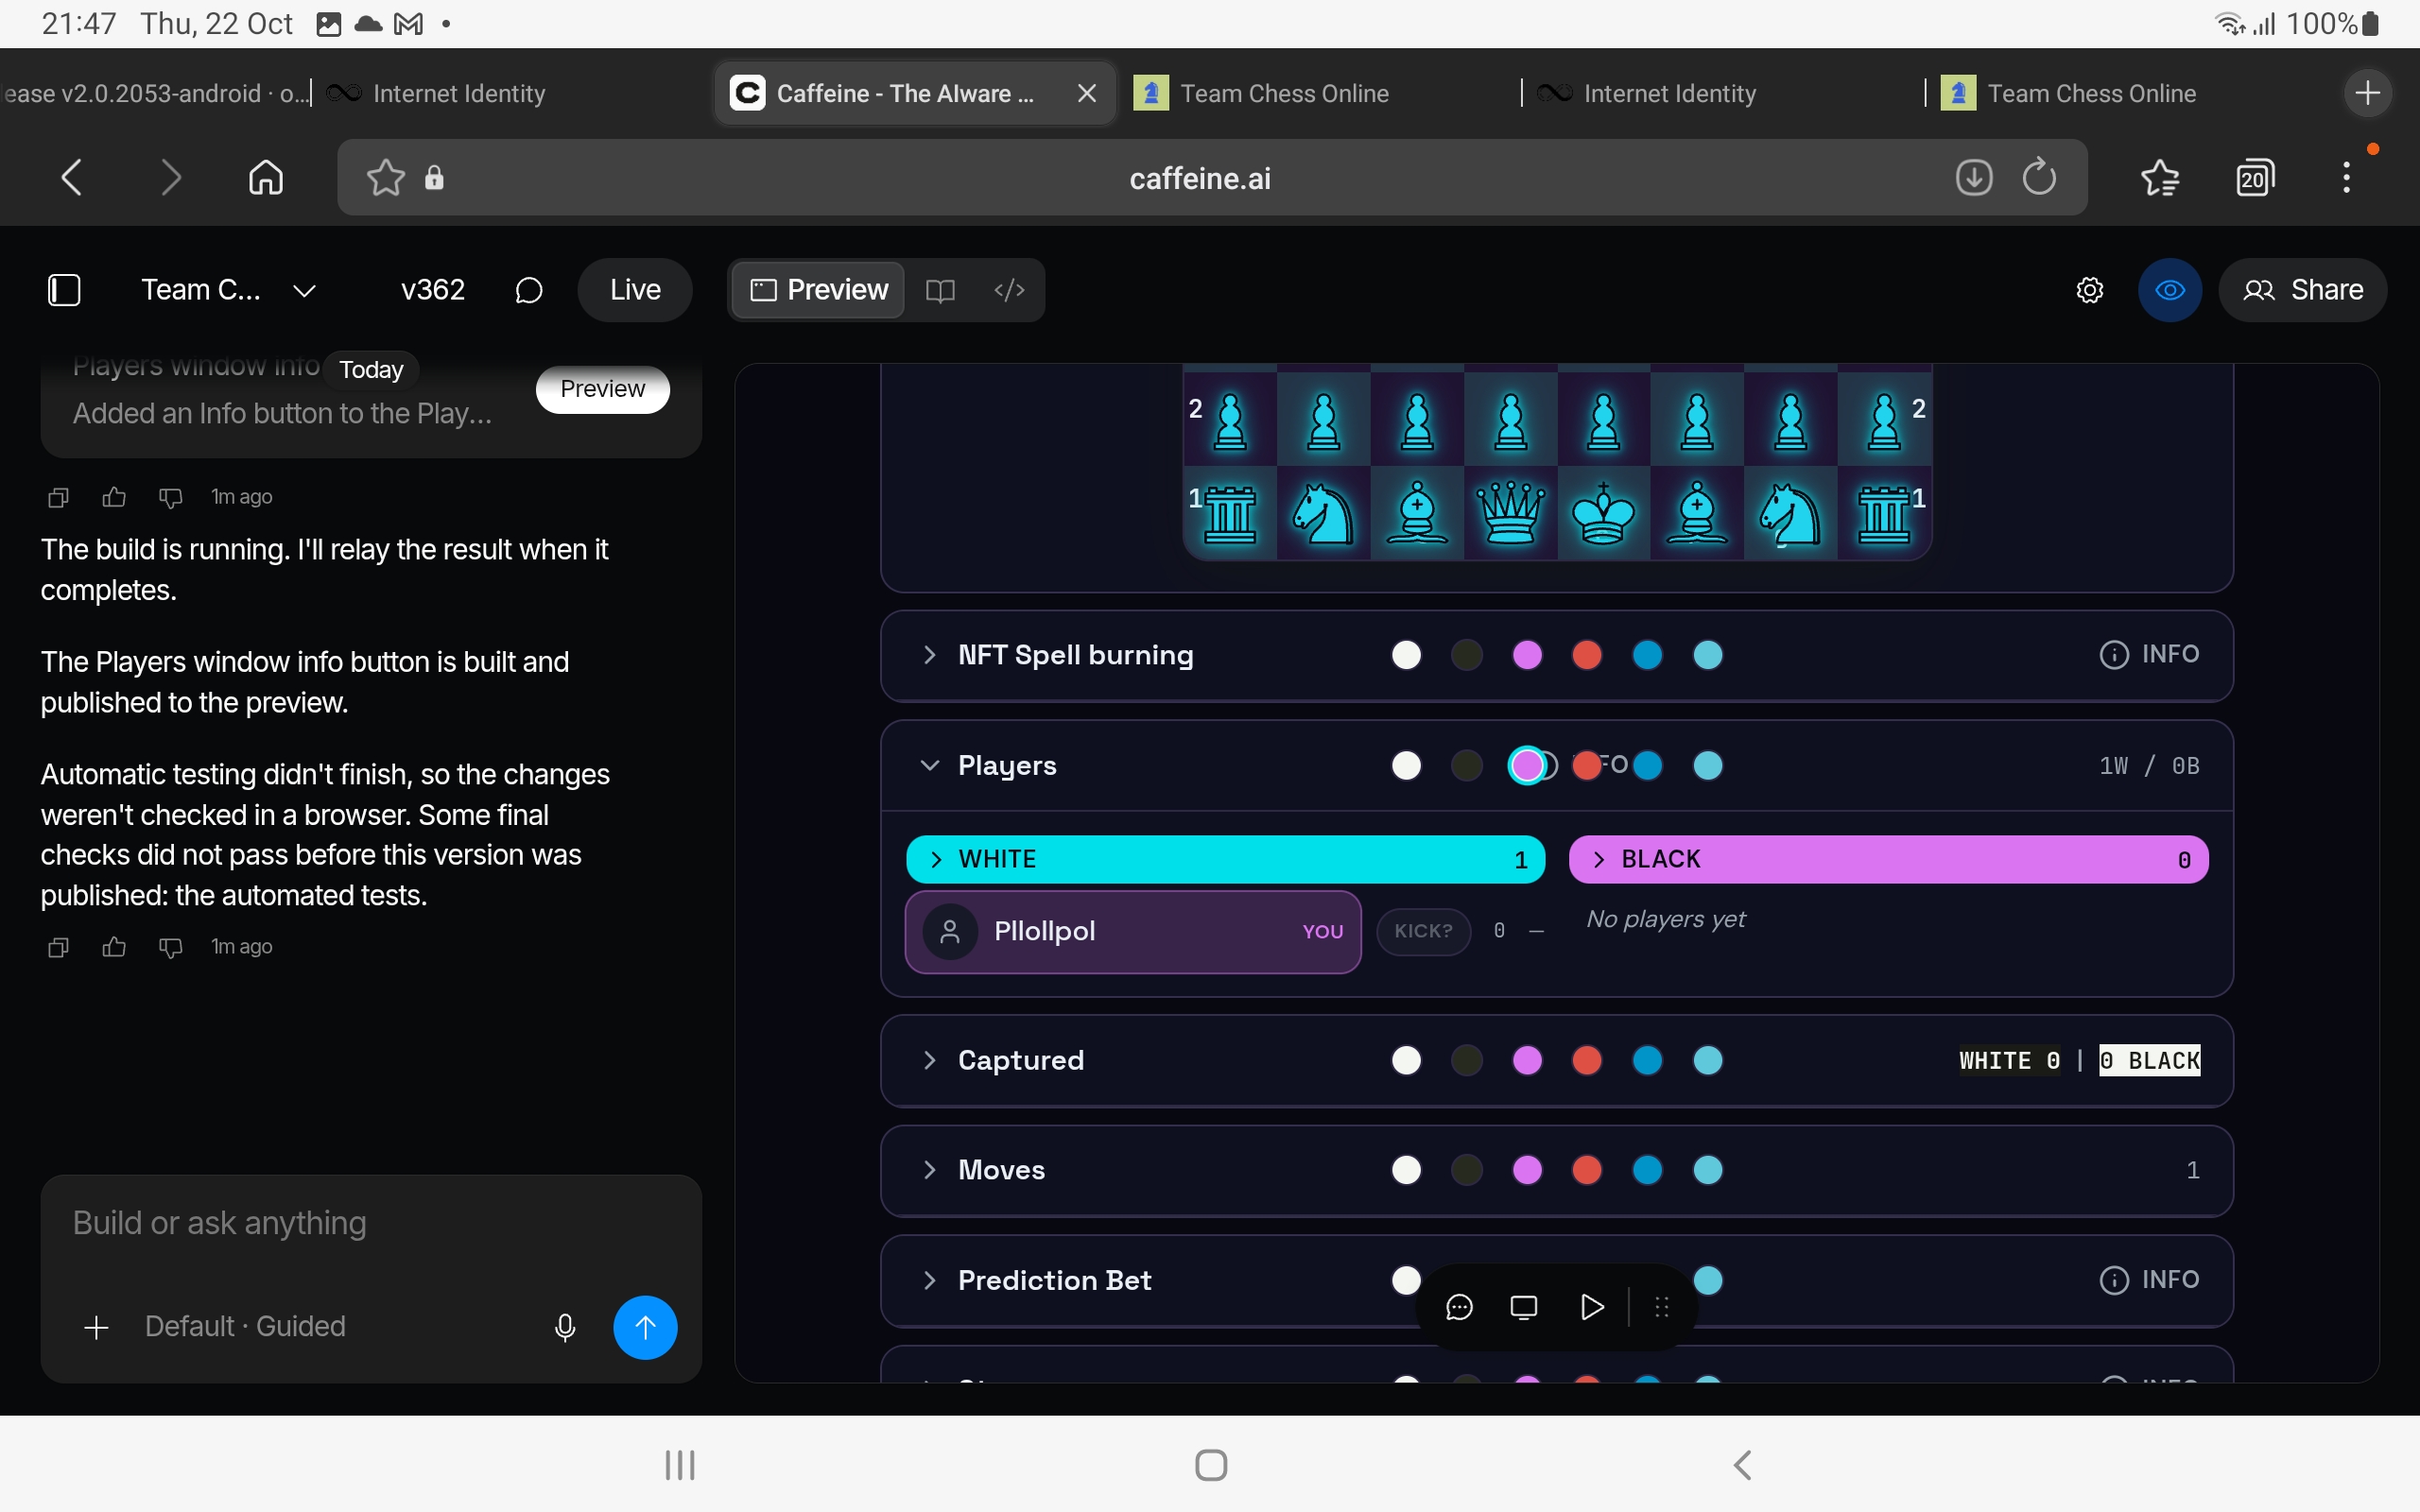 21:47 Thu, 22 Oct
100%
ease v2.0.2053-android · o...
Internet Identity
Caffeine - The AIware ...
Team Chess Online
Internet Identity
Team Chess Online
caffeine.ai
20
Team C...
v362
Live
Preview
Share
Players window info
Today
Added an Info button to the Play...
Preview
1m ago
The build is running. I'll relay the result when it
completes.
The Players window info button is built and
published to the preview.
Automatic testing didn't finish, so the changes
weren't checked in a browser. Some final
checks did not pass before this version was
published: the automated tests.
1m ago
Build or ask anything
Default · Guided
2 2
1 1
NFT Spell burning
INFO
Players
1W / 0B
WHITE 1
BLACK 0
Pllollpol
YOU
KICK?
0 —
No players yet
Captured
WHITE 0 | 0 BLACK
Moves
1
Prediction Bet
INFO